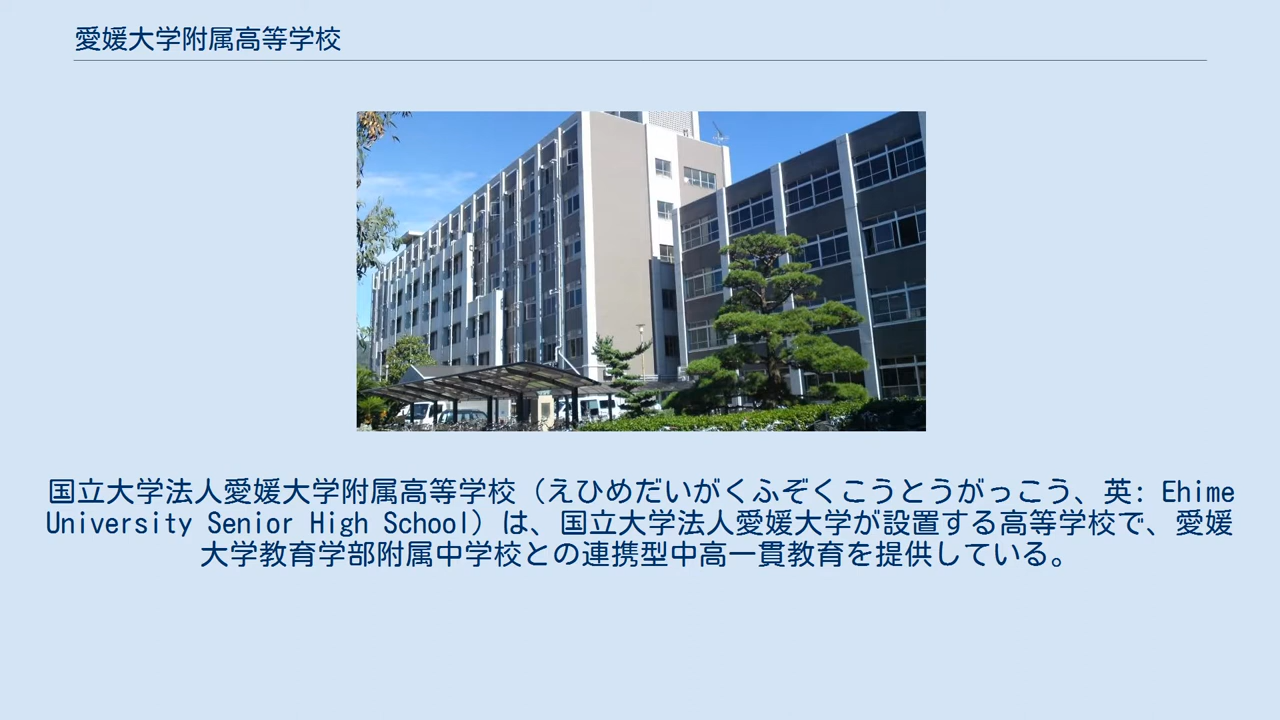 愛媛大学附属高等学校
国立大学法人愛媛大学附属高等学校（えひめだいがくふぞくこうとうがっこう、英: Ehime
University Senior High School）は、国立大学法人愛媛大学が設置する高等学校で、愛媛
大学教育学部附属中学校との連携型中高一貫教育を提供している。